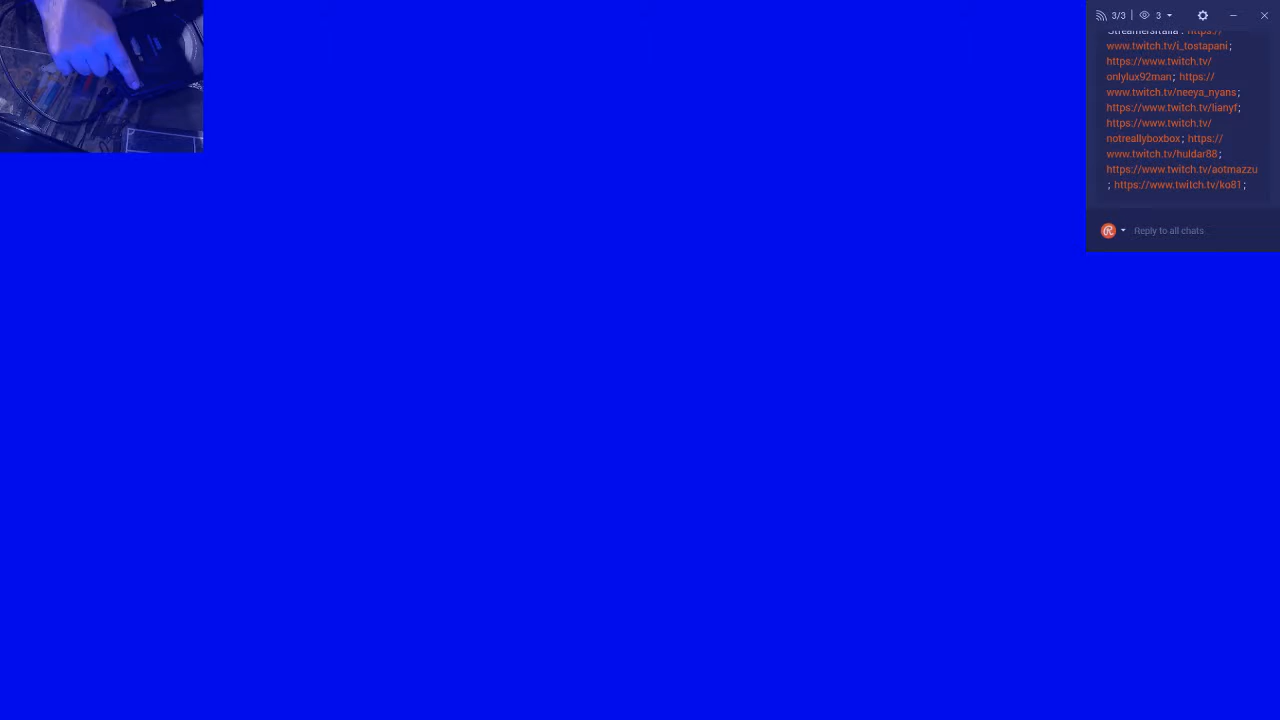 3/3 | 3
StreamersItalia : https://
www.twitch.tv/i_tostapani;
https://www.twitch.tv/
onlylux92man; https://
www.twitch.tv/neeya_nyans;
https://www.twitch.tv/lianyf;
https://www.twitch.tv/
notreallyboxbox; https://
www.twitch.tv/huldar88;
https://www.twitch.tv/aotmazzu
; https://www.twitch.tv/ko81;
Reply to all chats